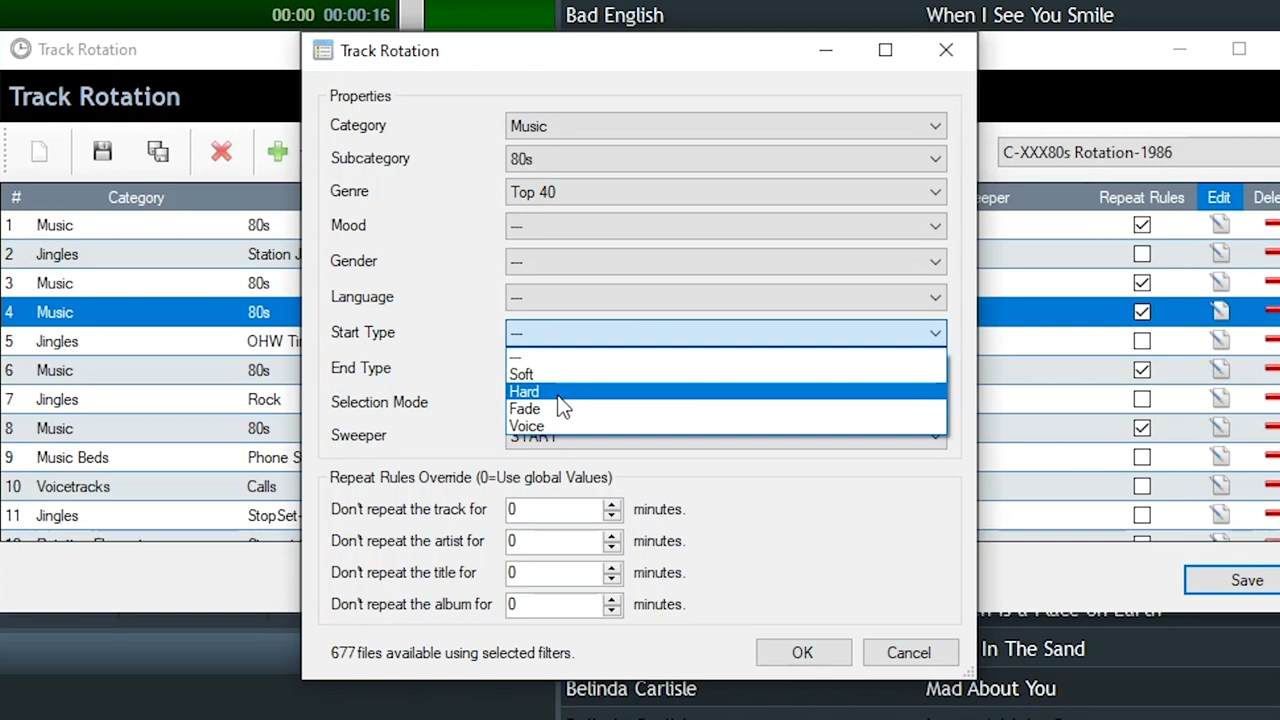 00:00 00:00:16
Bad English When I See You Smile
Track Rotation
Track Rotation
Track Rotation
C-XXX80s Rotation-1986
# Category Repeat Rules Edit
1 Music 80s
2 Jingles Station
3 Music 80s
4 Music 80s
5 Jingles OHW
6 Music 80s
7 Jingles Rock
8 Music 80s
9 Music Beds Phone
10 Voicetracks Calls
11 Jingles StopSet-
Properties
Category Music
Subcategory 80s
Genre Top 40
Mood ---
Gender ---
Language ---
Start Type ---
---
Soft
Hard
Fade
Voice
End Type
Selection Mode
Sweeper START
Repeat Rules Override (0=Use global Values)
Don't repeat the track for 0 minutes.
Don't repeat the artist for 0 minutes.
Don't repeat the title for 0 minutes.
Don't repeat the album for 0 minutes.
677 files available using selected filters.
OK Cancel
Save
In The Sand
Belinda Carlisle Mad About You